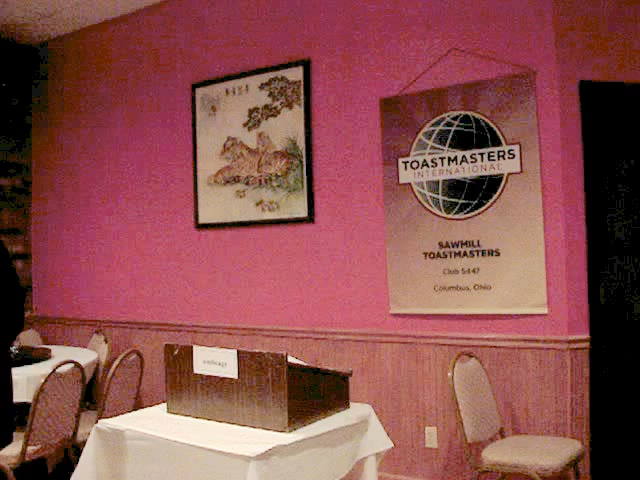 TOASTMASTERS
INTERNATIONAL
SAWMILL
TOASTMASTERS
Club 5447
Columbus, Ohio